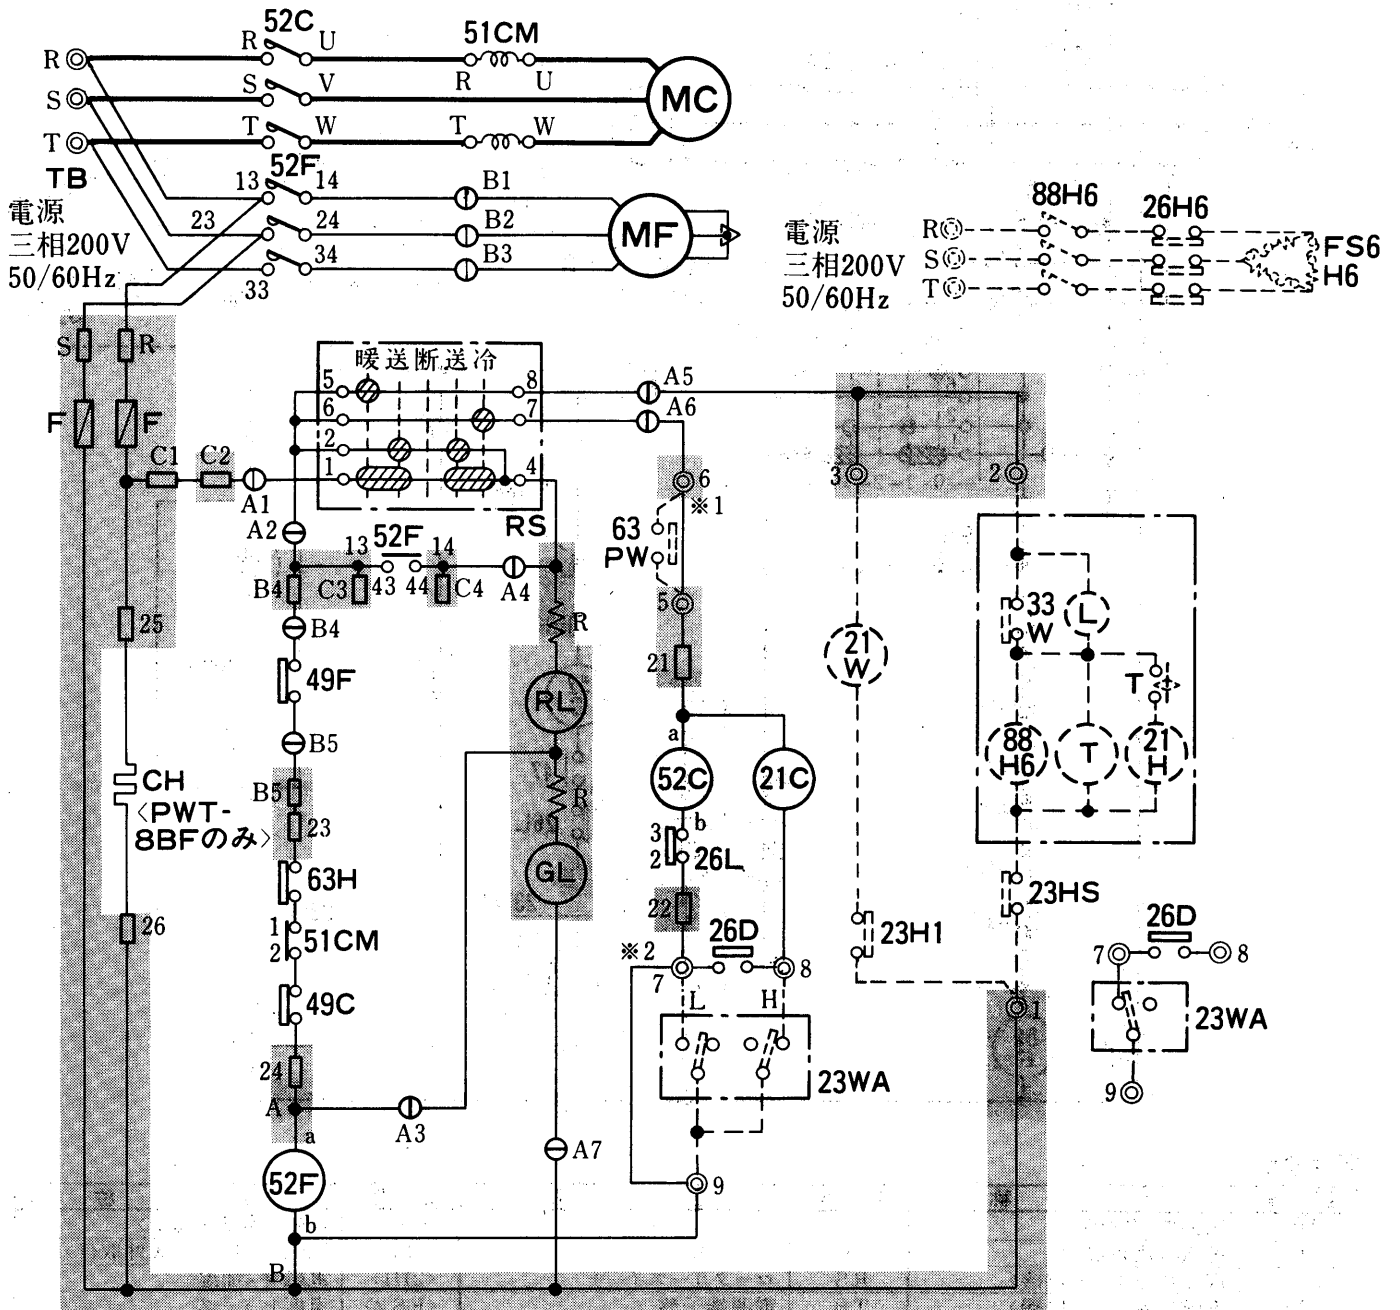 52C
R U 51CM
R
S V R U
S MC
T W T W
T
52F
TB 13 14 B1
電源 23 24 B2 MF
三相200V
50/60Hz 34 B3
33
88H6 26H6
電源 R
三相200V S FS6
50/60Hz T H6
S R
F F
C1 C2
A1
暖送断送冷
5 8 A5
6 7 A6
2
1 4
RS
A2 52F
13 14
B4 C3 43 44 C4 A4
B4
49F
B5
B5
23
63H
1
2 51CM
49C
24
A A3
a
52F
b
B
25
CH
<PWT-
8BFのみ>
26
R
RL
R
GL
A7
6
※1
63
PW
5
21
a
52C 21C
b
3
2 26L
22
※2 26D
7 8
L H
23WA
9
3 2
21
W
23H1
33
W L
T
88
H6 T 21
H
23HS
1
26D
7 8
23WA
9